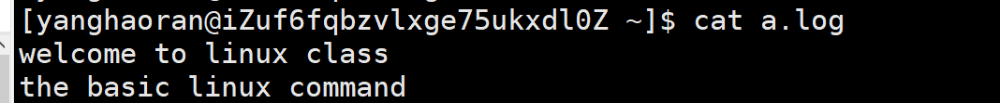 [yanghaoran@iZuf6fqbzvlxge75ukxdl0Z ~]$ cat a.log
welcome to linux class
the basic linux command